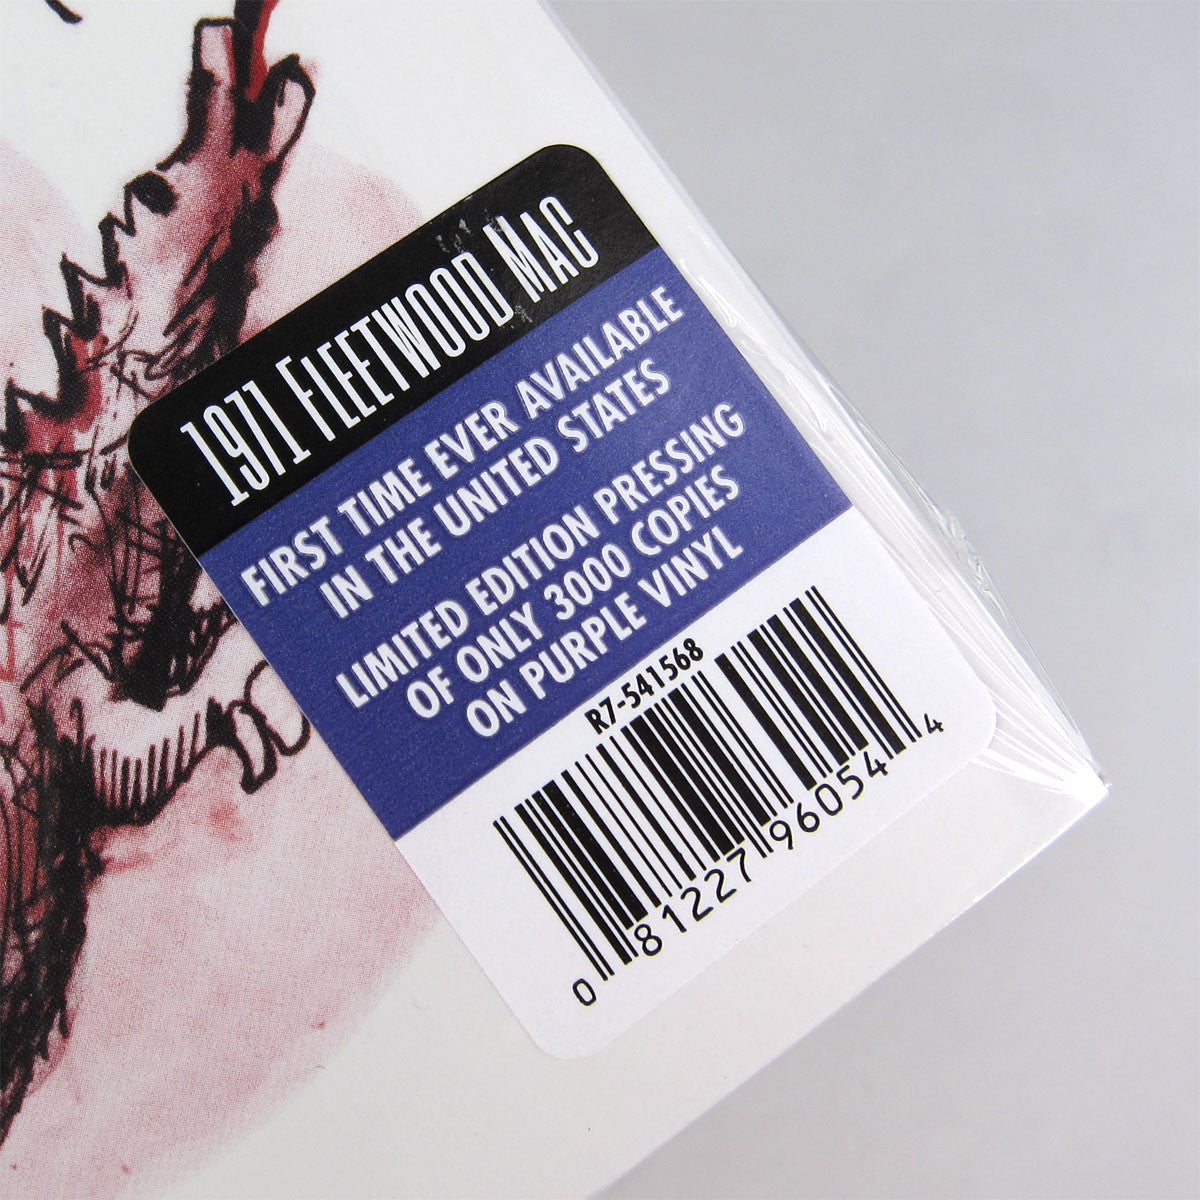 1971 FLEETWOOD MAC
FIRST TIME EVER AVAILABLE
IN THE UNITED STATES
LIMITED EDITION PRESSING
OF ONLY 3000 COPIES
ON PURPLE VINYL
R7-541568
0 81227 96054 4